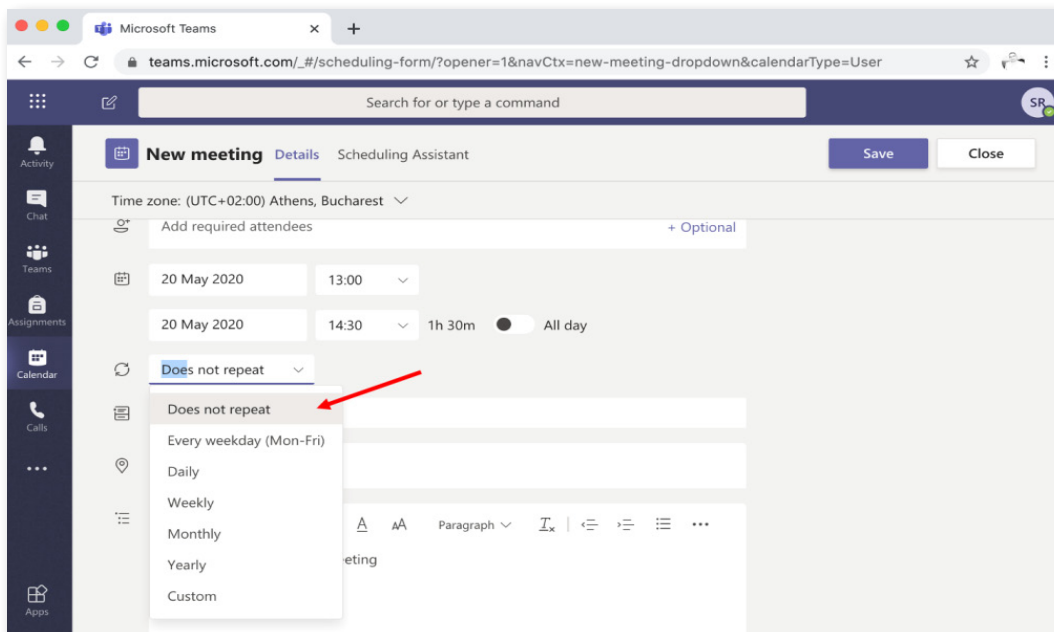 Microsoft Teams
teams.microsoft.com/_#/scheduling-form/?opener=1&navCtx=new-meeting-dropdown&calendarType=User
Search for or type a command
SR
Activity
Chat
Teams
Assignments
Calendar
Calls
Apps
New meeting Details Scheduling Assistant Save Close
Time zone: (UTC+02:00) Athens, Bucharest
Add required attendees + Optional
20 May 2020 13:00
20 May 2020 14:30 1h 30m All day
Does not repeat
Does not repeat
Every weekday (Mon-Fri)
Daily
Weekly
Monthly
Yearly
Custom
A AA Paragraph Tx
eeting